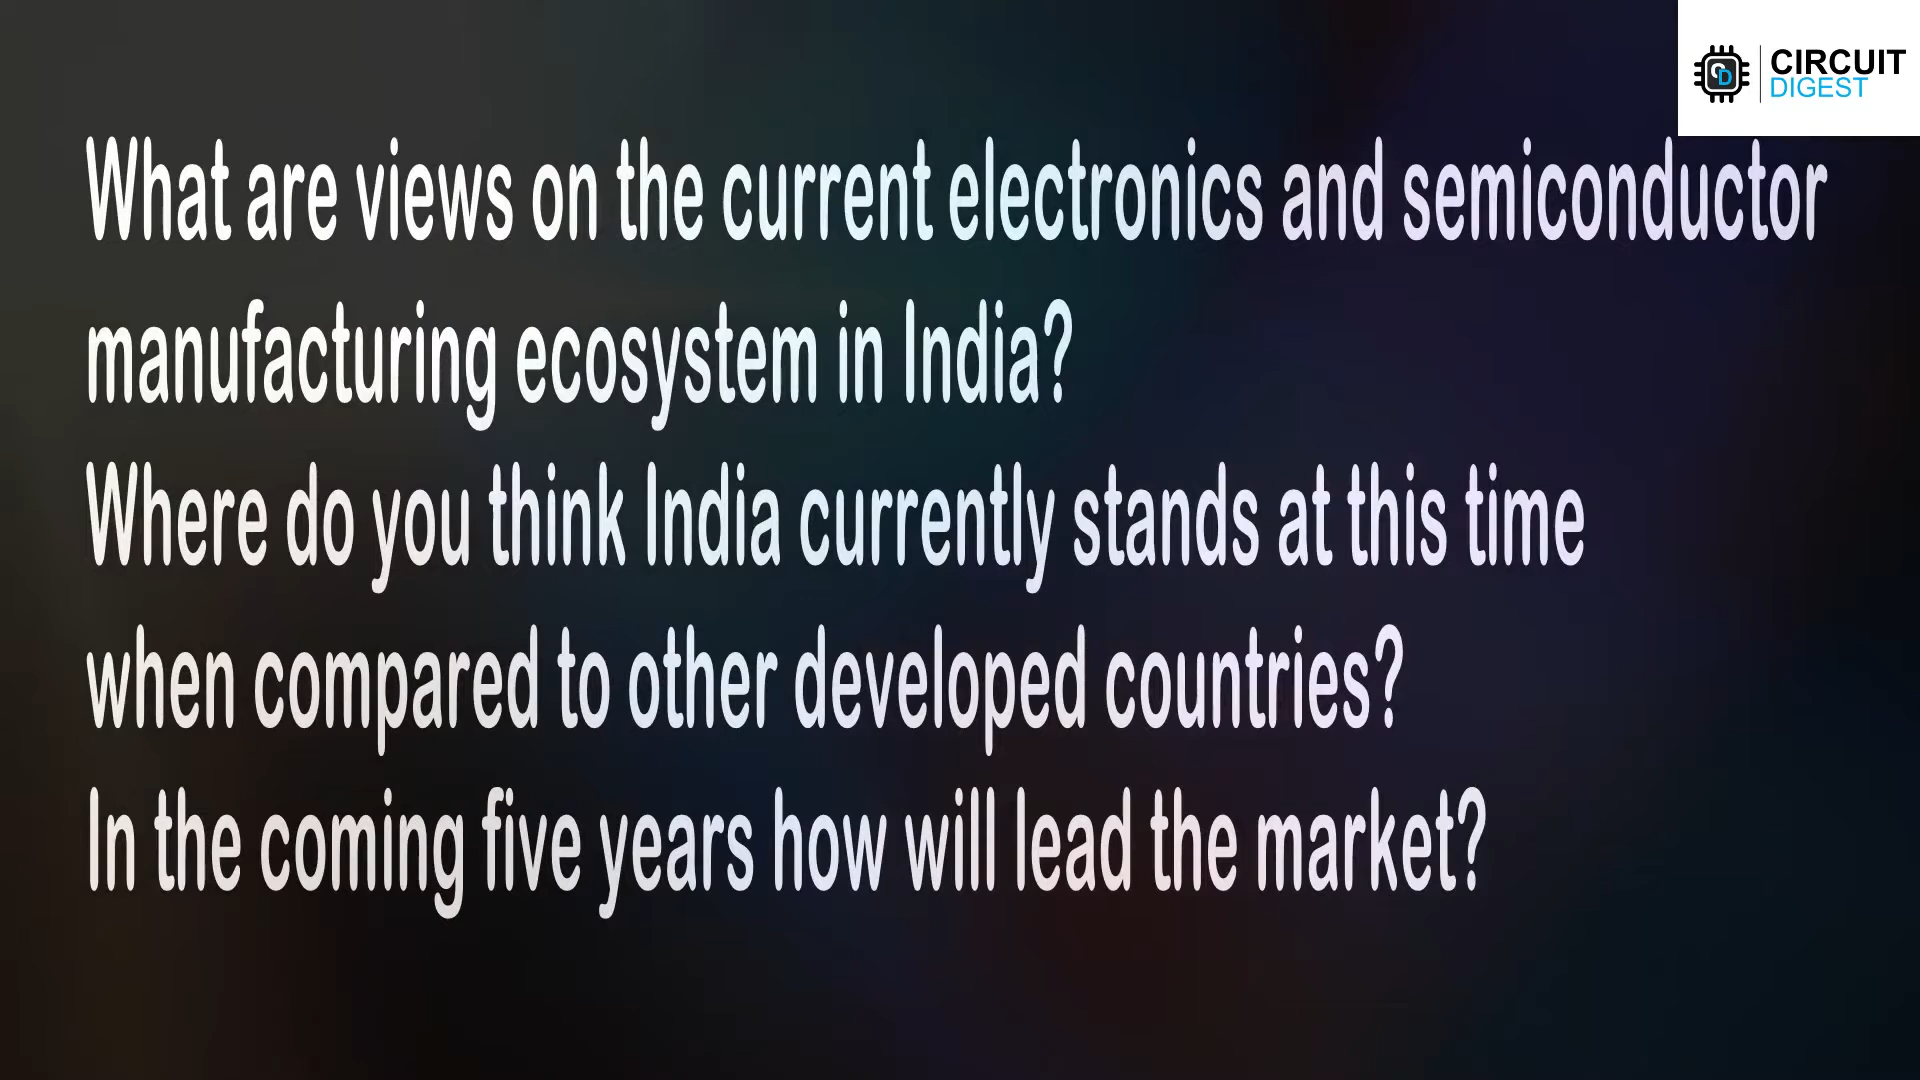 CIRCUIT
DIGEST
What are views on the current electronics and semiconductor
manufacturing ecosystem in India?
Where do you think India currently stands at this time
when compared to other developed countries?
In the coming five years how will lead the market?